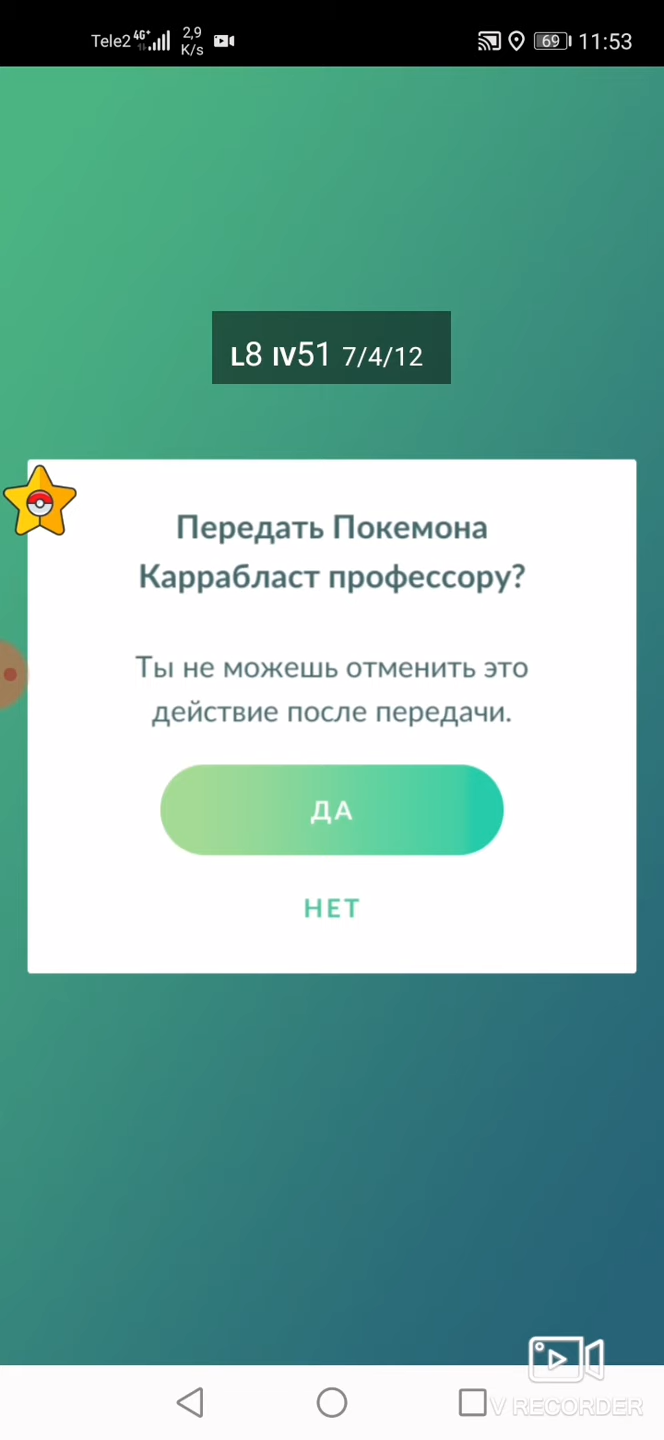 Tele2 4G+ 2,9 K/s 69 11:53
L8 IV51 7/4/12
Передать Покемона
Каррабласт профессору?
Ты не можешь отменить это
действие после передачи.
ДА
НЕТ
V RECORDER